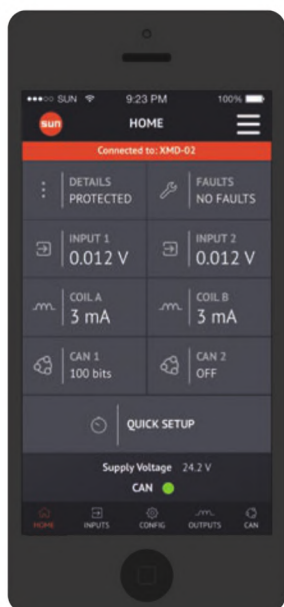 SUN 9:23 PM 100%
sun HOME
Connected to: XMD-02
DETAILS
PROTECTED
FAULTS
NO FAULTS
INPUT 1
0.012 V
INPUT 2
0.012 V
COIL A
3 mA
COIL B
3 mA
CAN 1
100 bits
CAN 2
OFF
QUICK SETUP
Supply Voltage 24.2 V
CAN
HOME INPUTS CONFIG OUTPUTS CAN